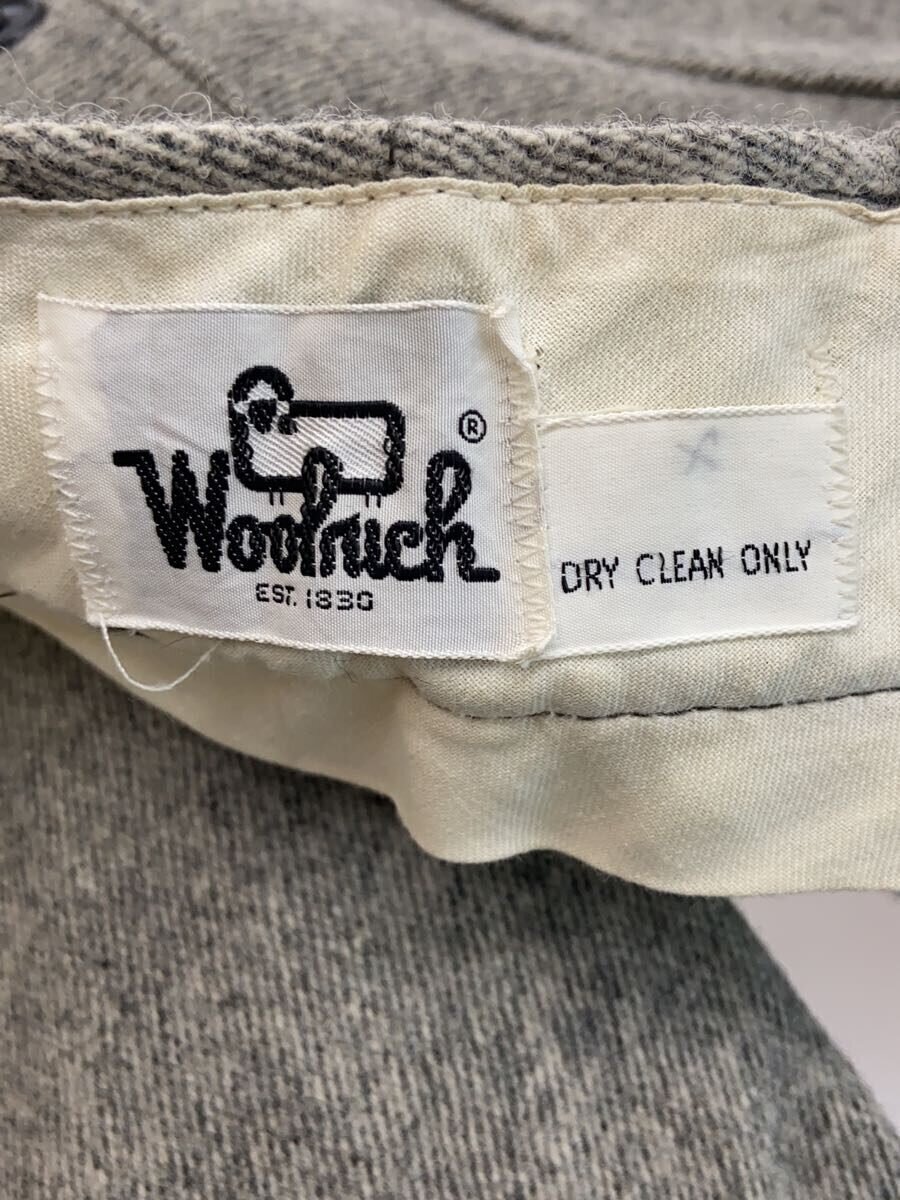 ®
Woolrich
EST. 1830
DRY CLEAN ONLY